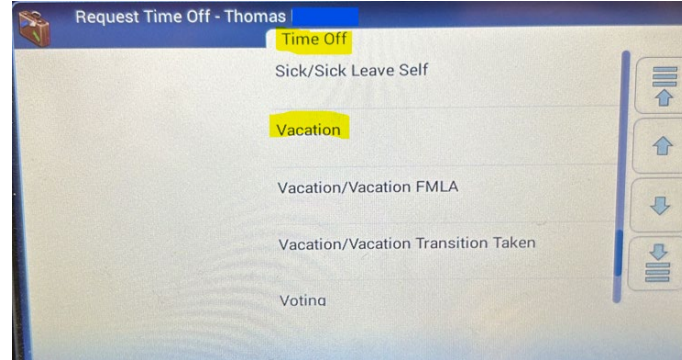 Request Time Off - Thomas
Time Off
Sick/Sick Leave Self
Vacation
Vacation/Vacation FMLA
Vacation/Vacation Transition Taken
Voting